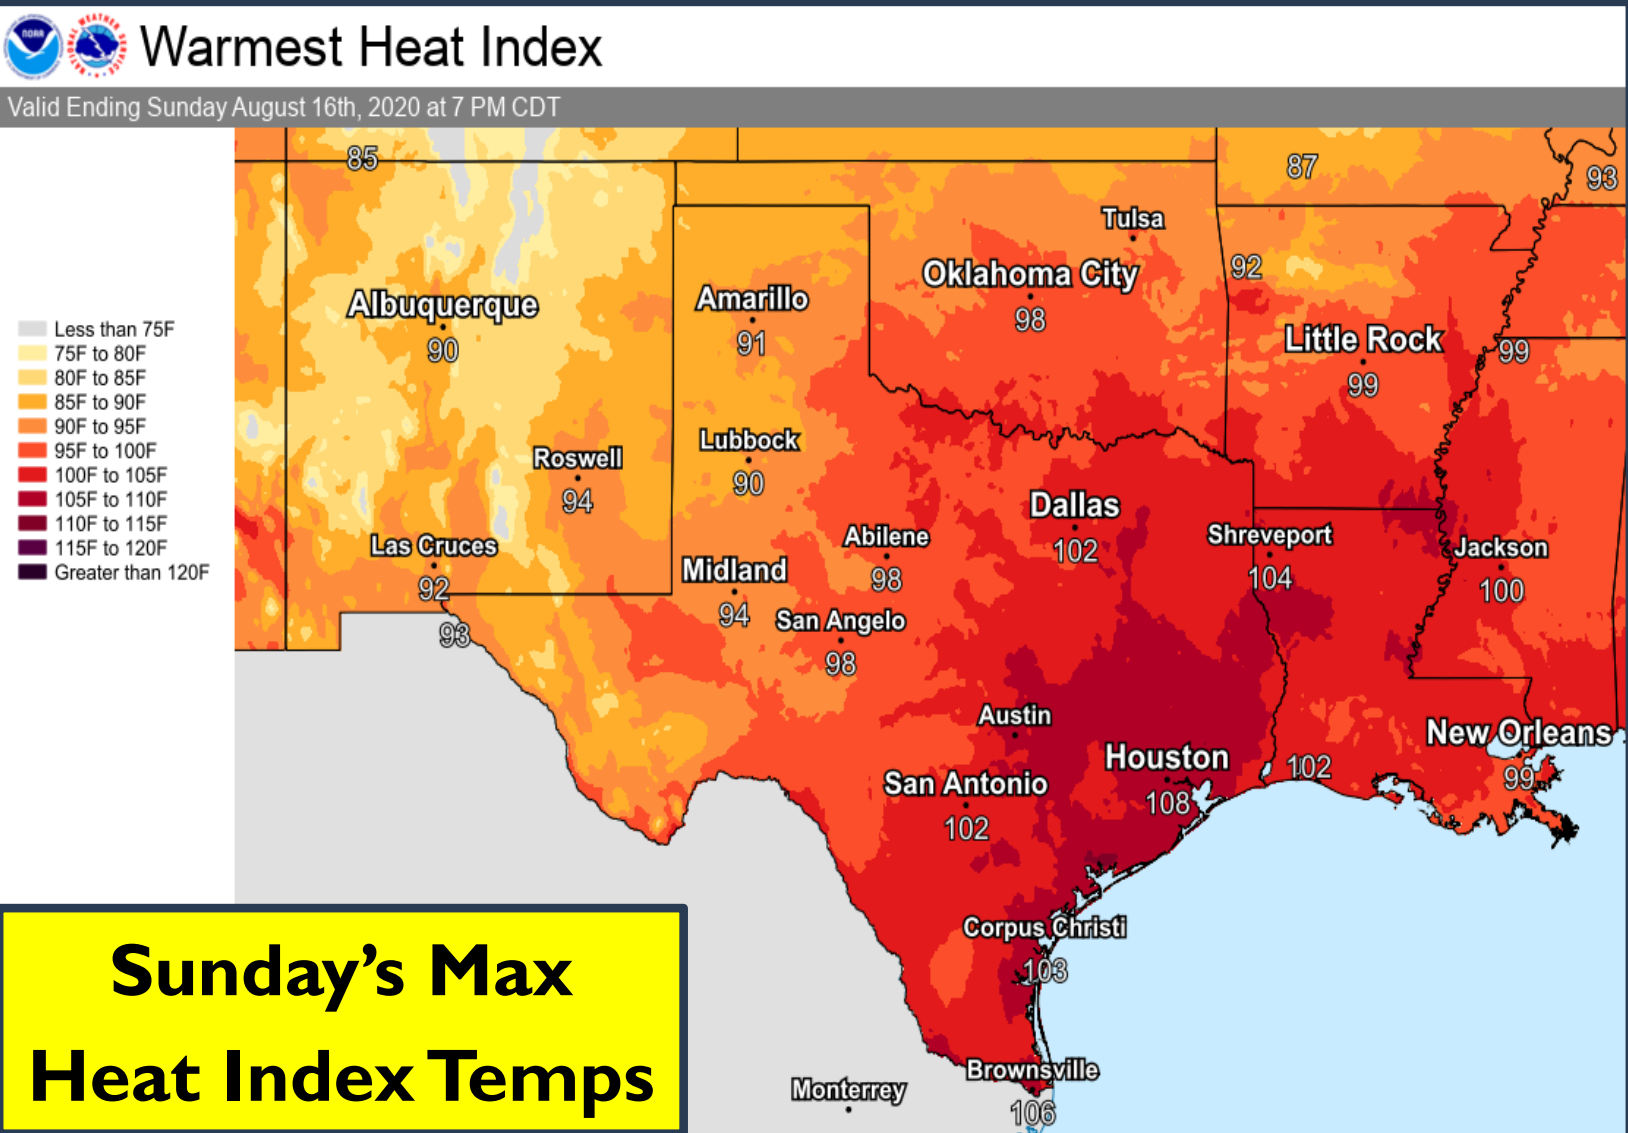 NOAA
Warmest Heat Index
Valid Ending Sunday August 16th, 2020 at 7 PM CDT
Less than 75F
75F to 80F
80F to 85F
85F to 90F
90F to 95F
95F to 100F
100F to 105F
105F to 110F
110F to 115F
115F to 120F
Greater than 120F
85
87
93
Tulsa
92
Oklahoma City
98
Albuquerque
90
Amarillo
91
Little Rock
99
99
Roswell
94
Lubbock
90
Dallas
102
Abilene
98
Shreveport
104
Jackson
100
Las Cruces
92
93
Midland
94
San Angelo
98
Austin
Houston
108
102
New Orleans
99
San Antonio
102
Corpus Christi
103
Brownsville
106
Monterrey
Sunday's Max
Heat Index Temps